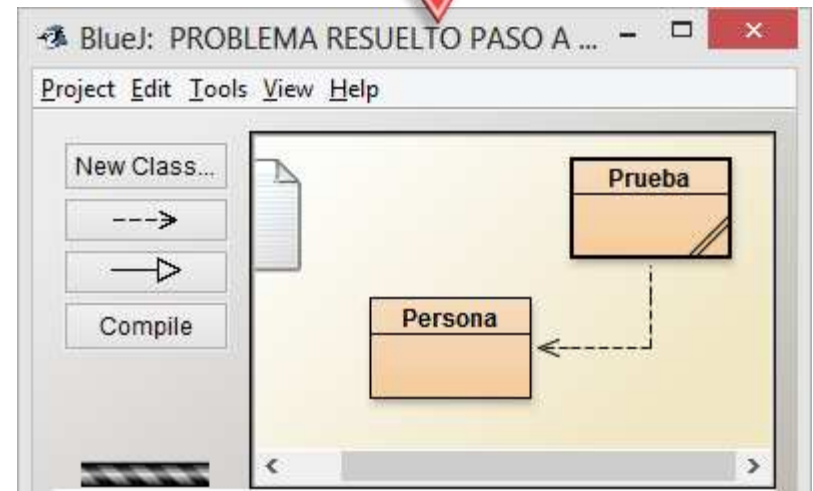 BlueJ: PROBLEMA RESUELTO PASO A ...
Project Edit Tools View Help
New Class...
Compile
Prueba
Persona